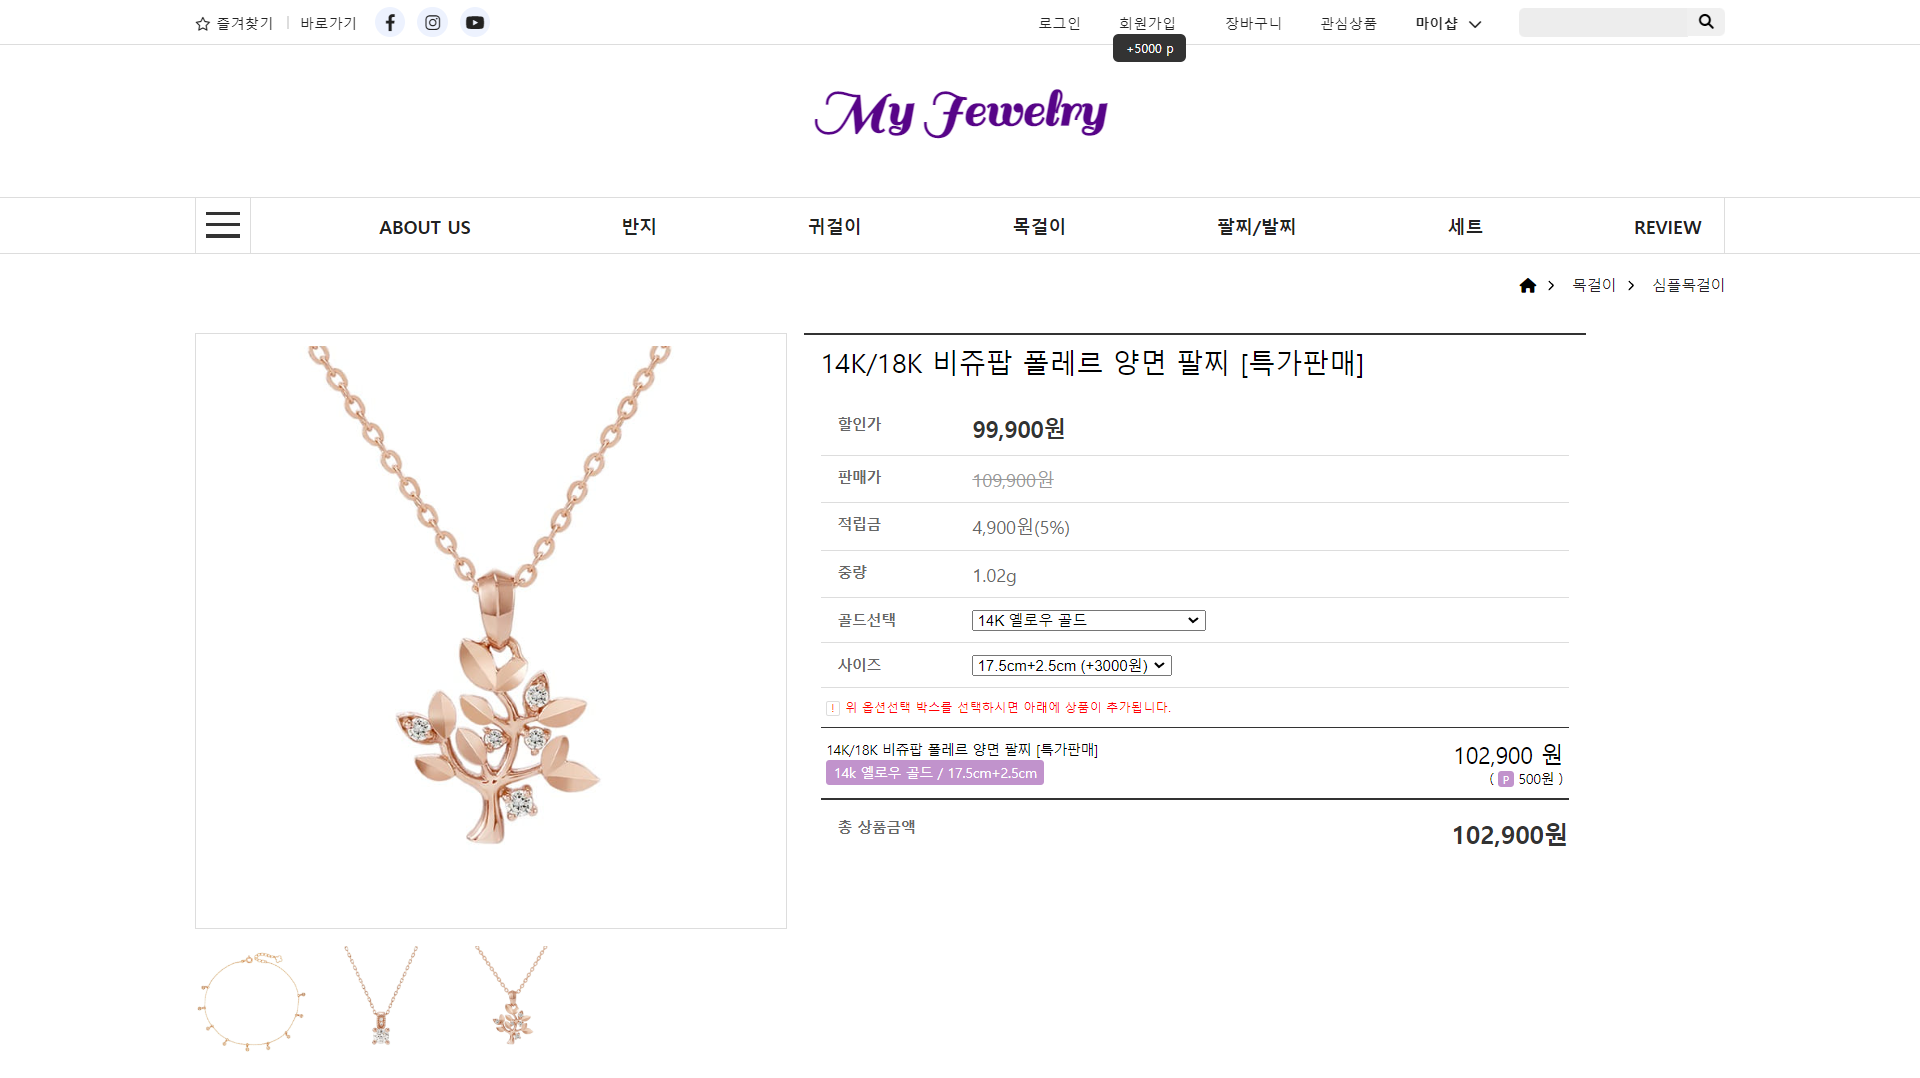 즐겨찾기 | 바로가기
로그인 회원가입 장바구니 관심상품 마이샵
+5000 p
My Jewelry
ABOUT US 반지 귀걸이 목걸이 팔찌/발찌 세트 REVIEW
목걸이 심플목걸이
14K/18K 비쥬팝 폴레르 양면 팔찌 [특가판매]
할인가 99,900원
판매가 109,900원
적립금 4,900원(5%)
중량 1.02g
골드선택 14K 옐로우 골드
사이즈 17.5cm+2.5cm (+3000원)
! 위 옵션선택 박스를 선택하시면 아래에 상품이 추가됩니다.
14K/18K 비쥬팝 폴레르 양면 팔찌 [특가판매] 102,900 원
14k 옐로우 골드 / 17.5cm+2.5cm ( P 500원 )
총 상품금액 102,900원